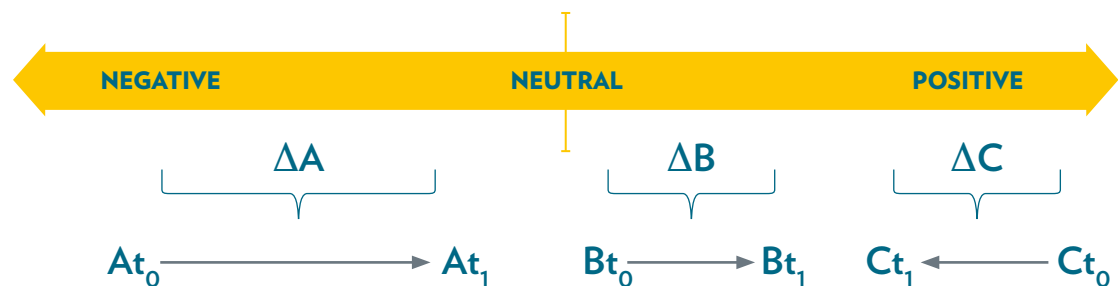 NEGATIVE NEUTRAL POSITIVE
ΔA ΔB ΔC
At₀ At₁ Bt₀ Bt₁ Ct₁ Ct₀